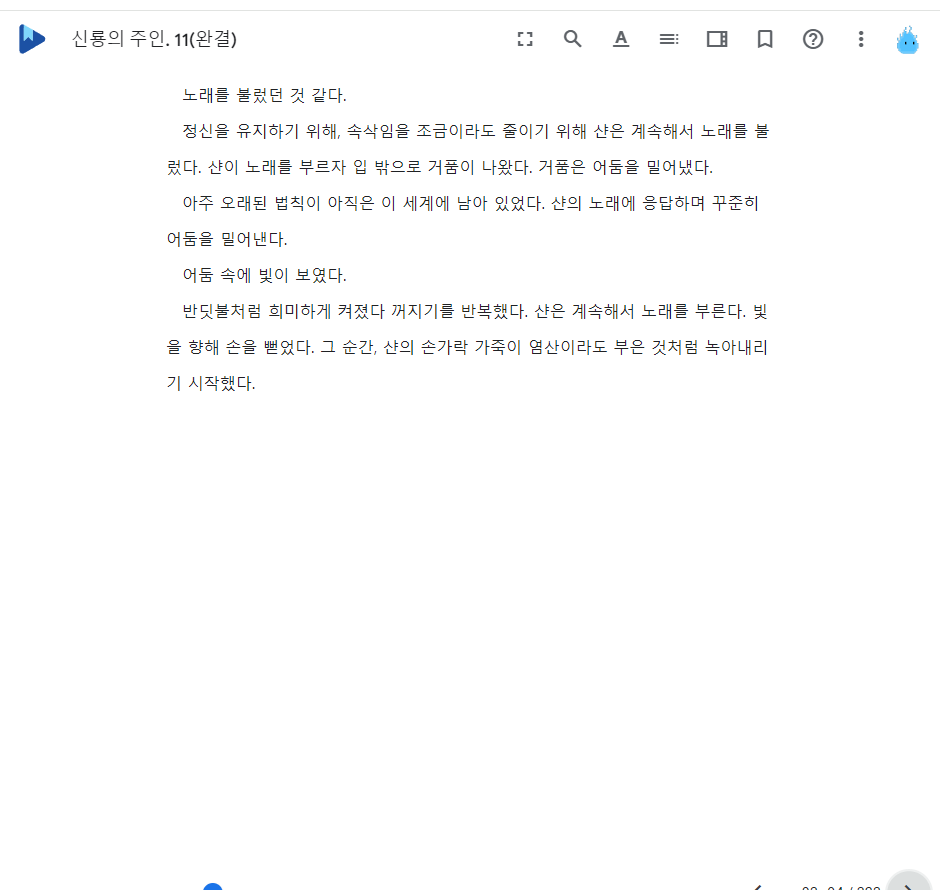 신룡의 주인. 11(완결)
노래를 불렀던 것 같다.
정신을 유지하기 위해, 속삭임을 조금이라도 줄이기 위해 샨은 계속해서 노래를 불
렀다. 샨이 노래를 부르자 입 밖으로 거품이 나왔다. 거품은 어둠을 밀어냈다.
아주 오래된 법칙이 아직은 이 세계에 남아 있었다. 샨의 노래에 응답하며 꾸준히
어둠을 밀어낸다.
어둠 속에 빛이 보였다.
반딧불처럼 희미하게 켜졌다 꺼지기를 반복했다. 샨은 계속해서 노래를 부른다. 빛
을 향해 손을 뻗었다. 그 순간, 샨의 손가락 가죽이 염산이라도 부은 것처럼 녹아내리
기 시작했다.